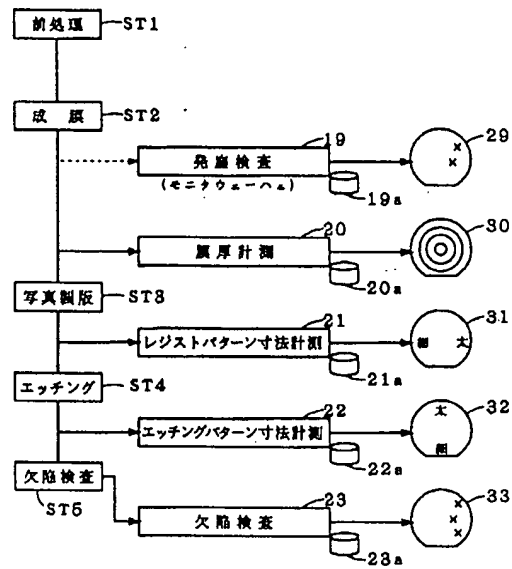 前処理
ST1
成膜
ST2
19
発塵検査
(モニタウェーハ)
19a
29
20
膜厚計測
20a
30
写真製版
ST3
21
レジストパターン寸法計測
21a
31
細 太
エッチング
ST4
22
エッチングパターン寸法計測
22a
32
太
細
欠陥検査
ST5
23
欠陥検査
23a
33